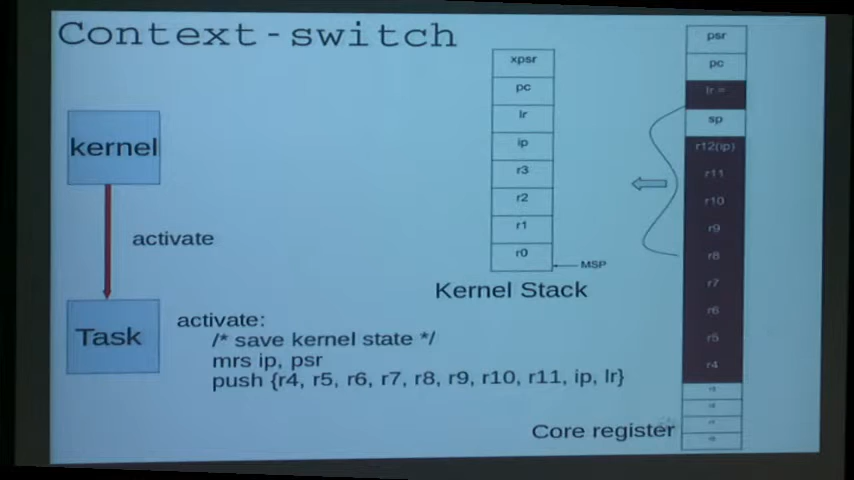 Context-switch
kernel
activate
Task
activate:
/* save kernel state */
mrs ip, psr
push {r4, r5, r6, r7, r8, r9, r10, r11, ip, lr}
xpsr
pc
lr
ip
r3
r2
r1
r0
MSP
Kernel Stack
psr
pc
lr =
sp
r12(ip)
r11
r10
r9
r8
r7
r6
r5
r4
Core register